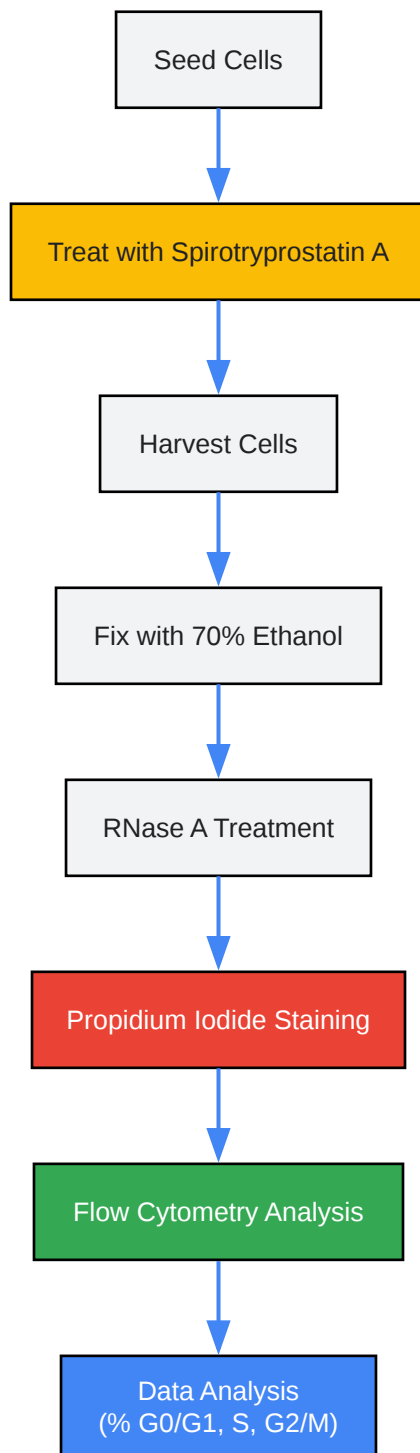 Seed Cells
Treat with Spirotryprostatin A
Harvest Cells
Fix with 70% Ethanol
RNase A Treatment
Propidium Iodide Staining
Flow Cytometry Analysis
Data Analysis
(% G0/G1, S, G2/M)